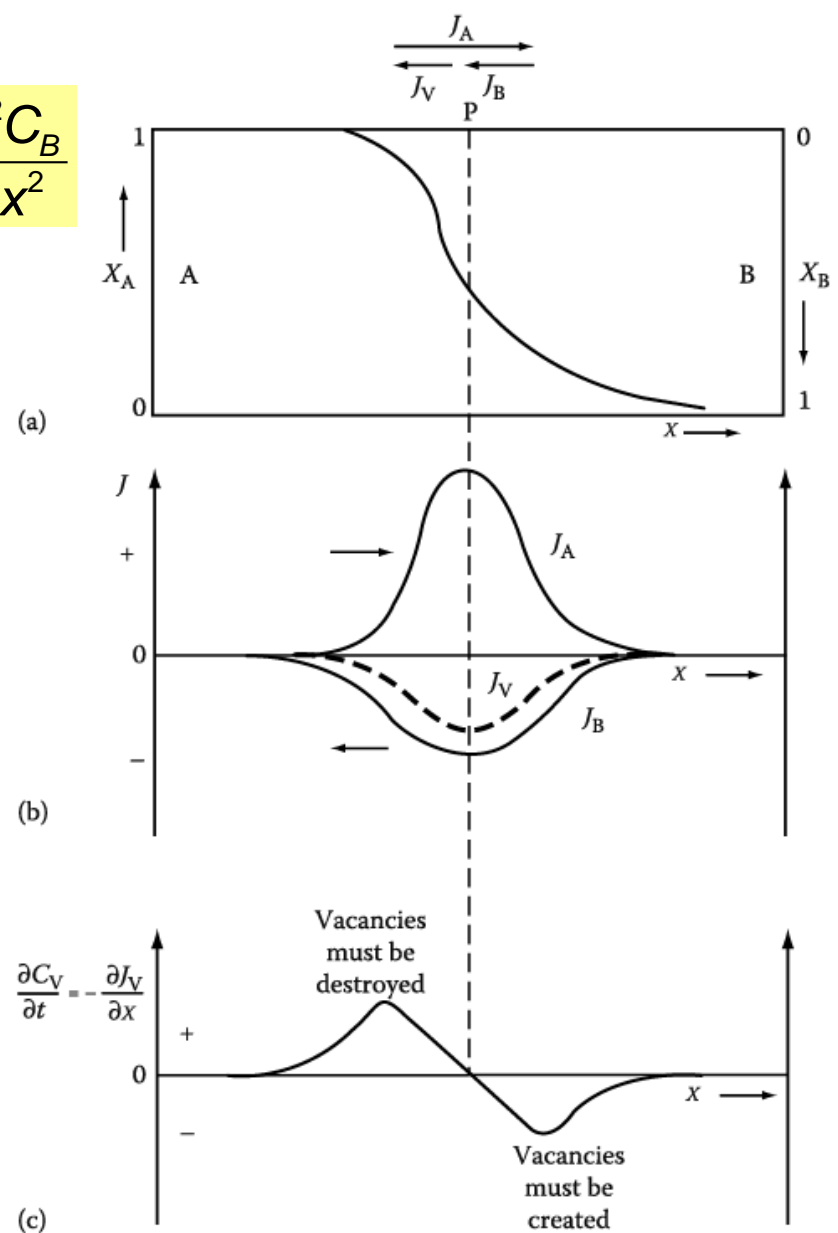 J_A
J_V J_B
P
²C_B
x²
1 0
X_A A B X_B
0 1
(a) x
J
+ J_A
0
J_V x
J_B
−
(b)
Vacancies
must be
destroyed
∂C_V/∂t = −∂J_V/∂x
+
0
x
−
Vacancies
must be
created
(c)